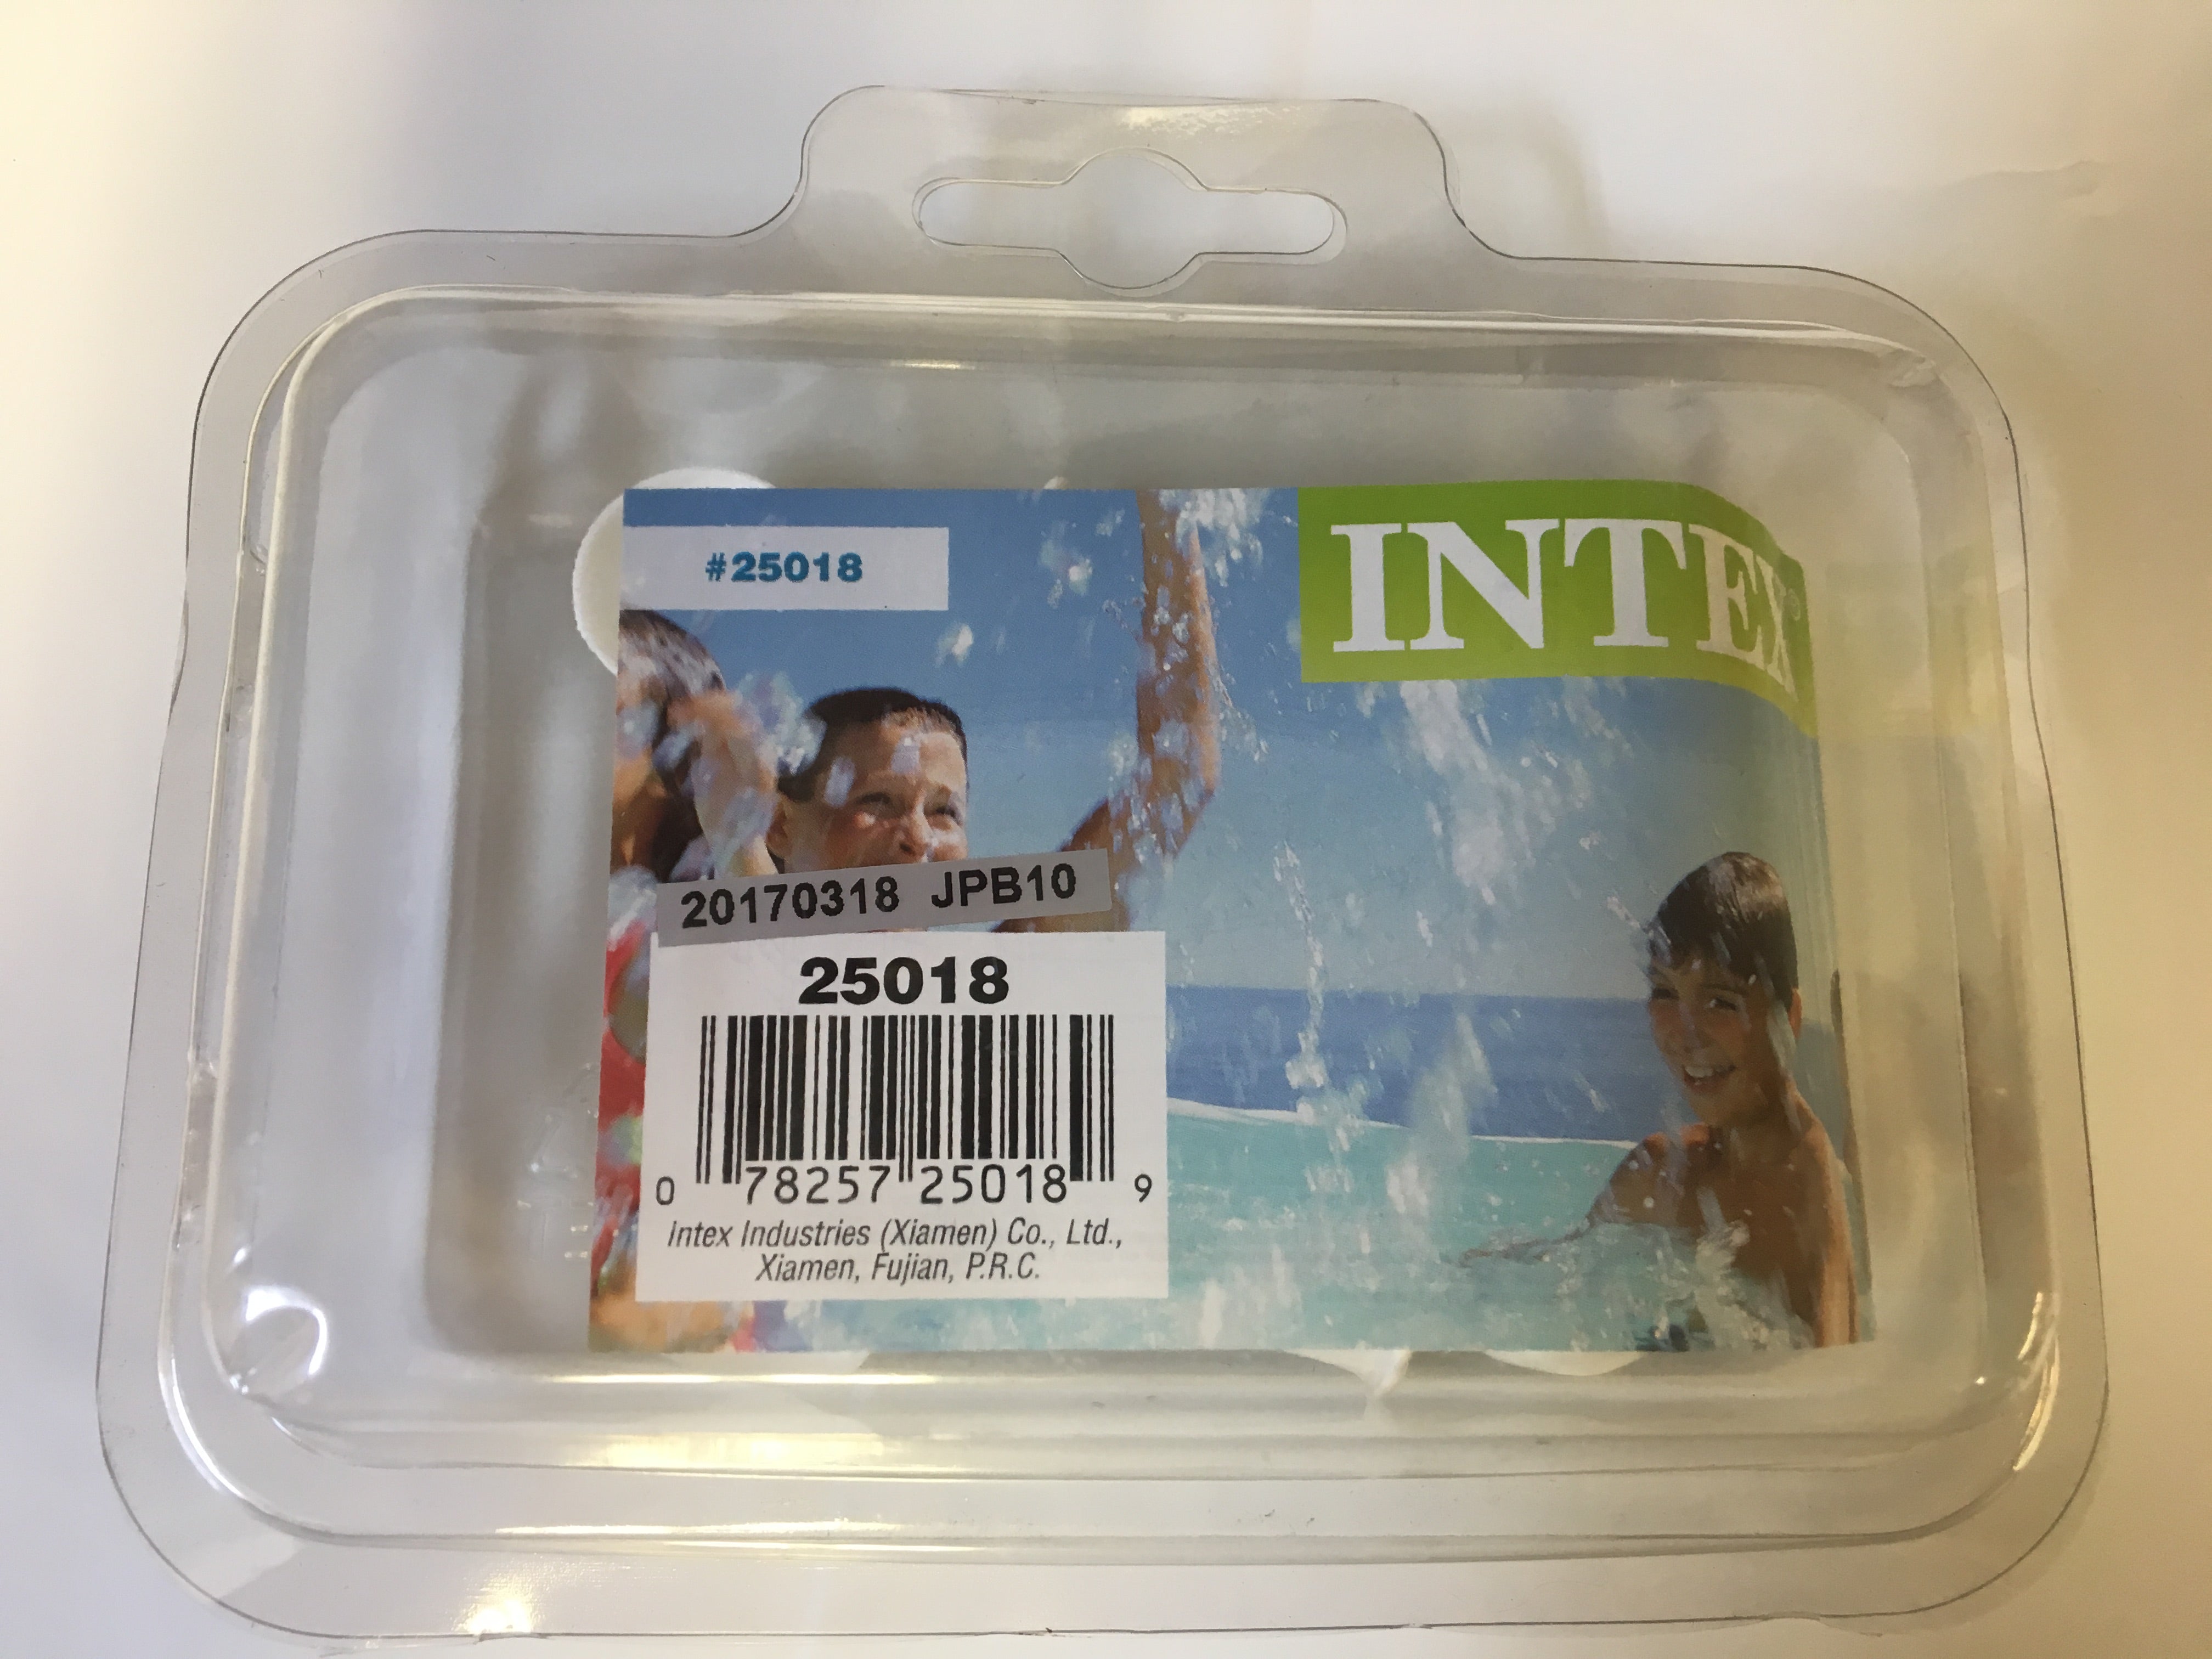 #25018
INTEX®
20170318 JPB10
25018
0 78257 25018 9
Intex Industries (Xiamen) Co., Ltd.,
Xiamen, Fujian, P.R.C.